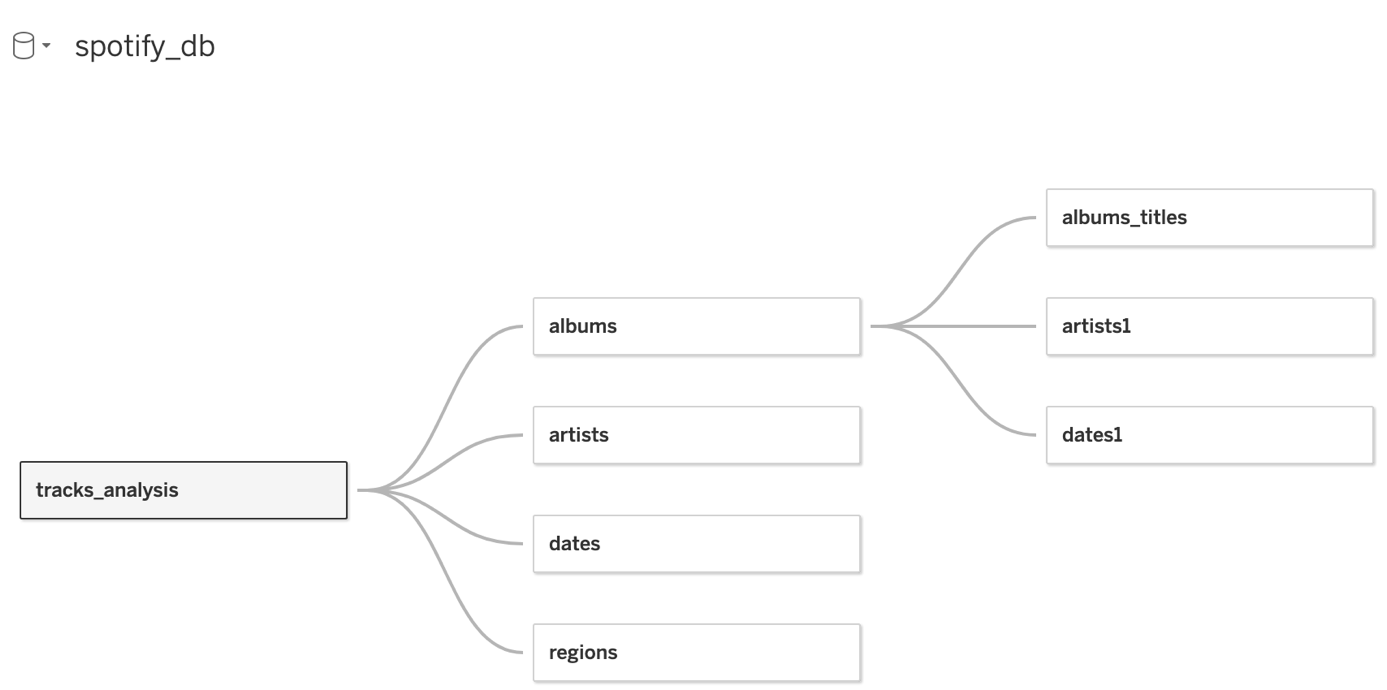 spotify_db
albums_titles
albums
artists1
artists
dates1
tracks_analysis
dates
regions